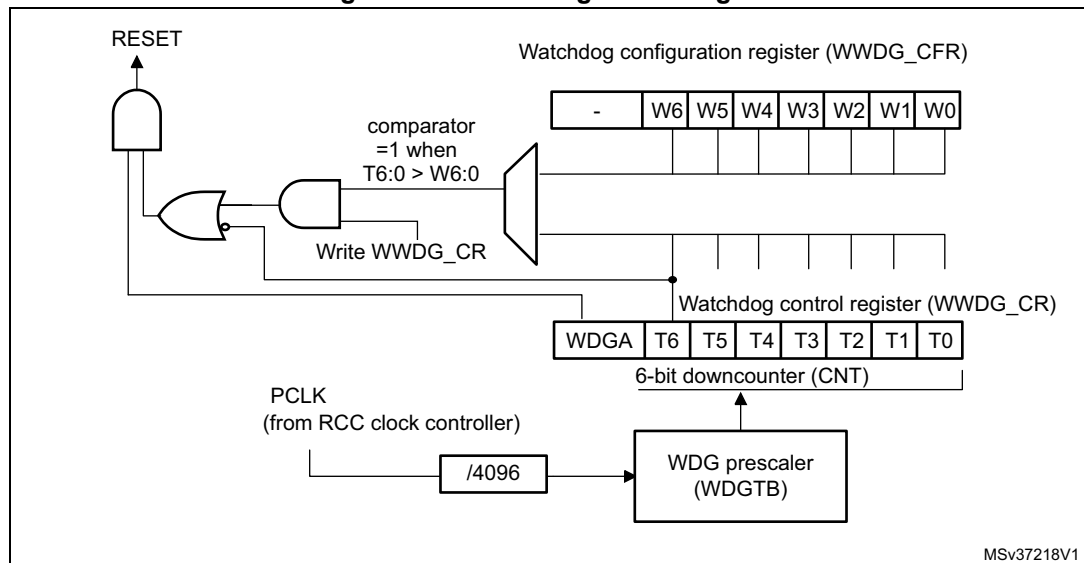 RESET
Watchdog configuration register (WWDG_CFR)
- W6 W5 W4 W3 W2 W1 W0
comparator
=1 when
T6:0 > W6:0
Write WWDG_CR
Watchdog control register (WWDG_CR)
WDGA T6 T5 T4 T3 T2 T1 T0
6-bit downcounter (CNT)
PCLK
(from RCC clock controller)
/4096
WDG prescaler
(WDGTB)
MSv37218V1